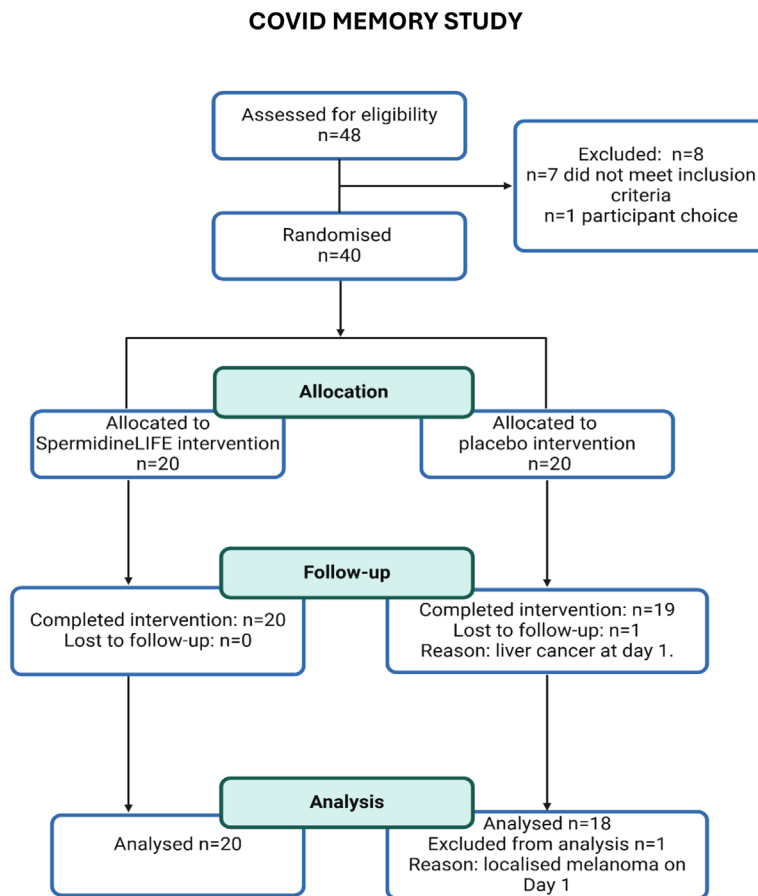 COVID MEMORY STUDY
Assessed for eligibility
n=48
Excluded: n=8
n=7 did not meet inclusion
criteria
n=1 participant choice
Randomised
n=40
Allocation
Allocated to
SpermidineLIFE intervention
n=20
Allocated to
placebo intervention
n=20
Follow-up
Completed intervention: n=20
Lost to follow-up: n=0
Completed intervention: n=19
Lost to follow-up: n=1
Reason: liver cancer at day 1.
Analysis
Analysed n=20
Analysed n=18
Excluded from analysis n=1
Reason: localised melanoma on
Day 1